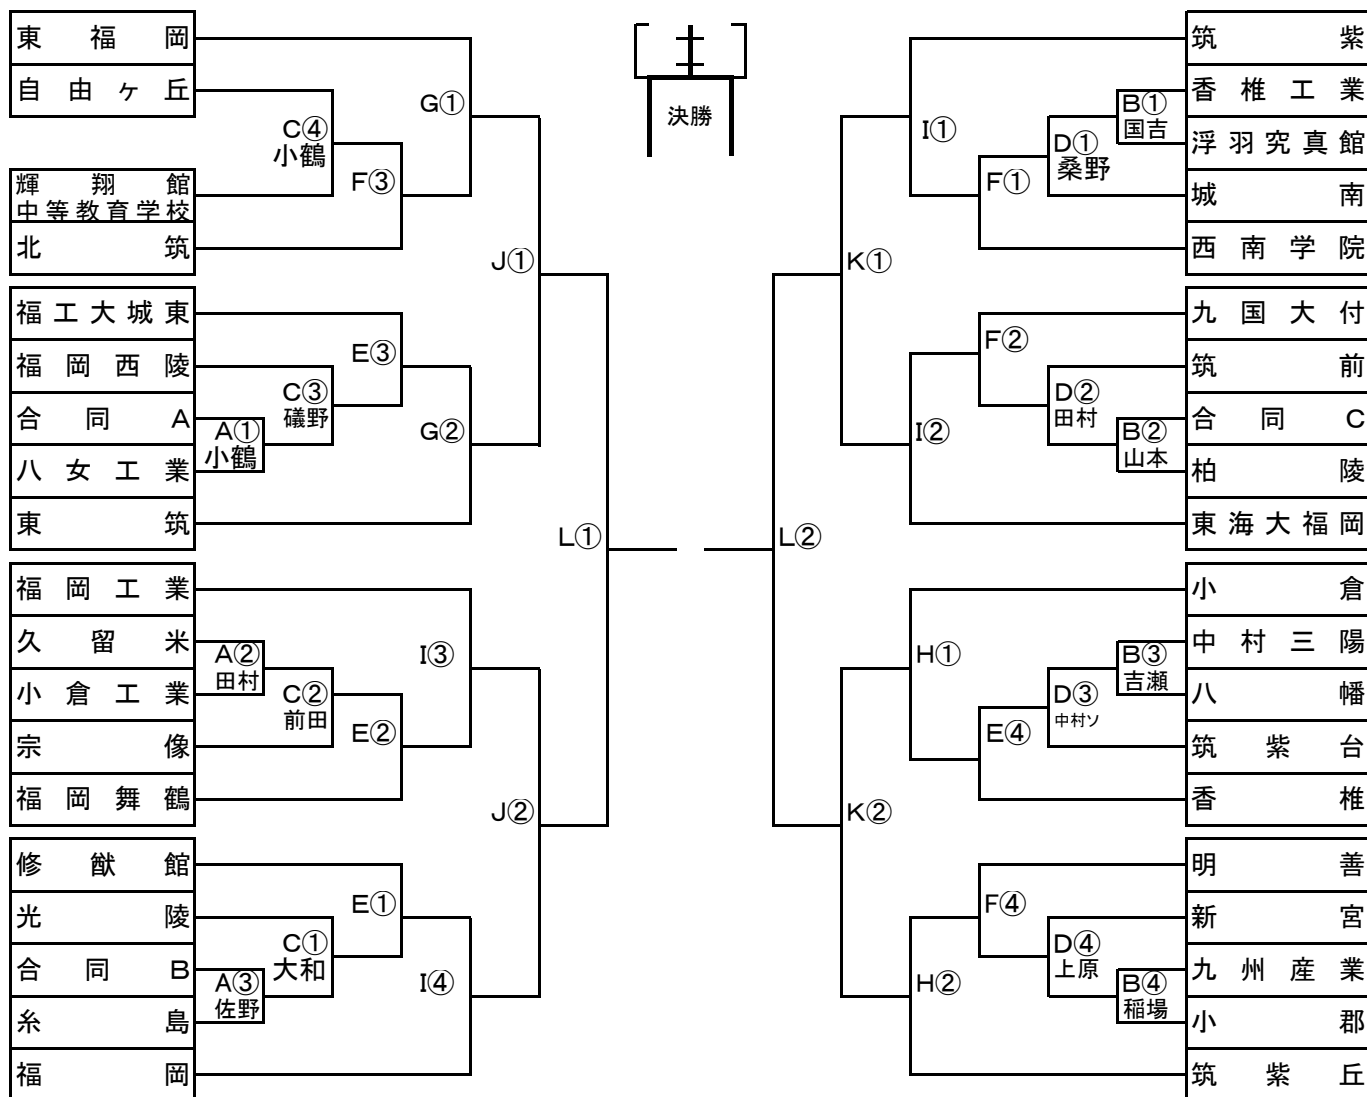 東福岡
自由ヶ丘
輝翔館
中等教育学校
北筑
福工大城東
福岡西陵
合同A
八女工業
東筑
福岡工業
久留米
小倉工業
宗像
福岡舞鶴
修猷館
光陵
合同B
糸島
福岡
A①
小鶴
A②
田村
A③
佐野
C④
小鶴
C③
礒野
C②
前田
C①
大和
F③
E③
E②
E①
G①
G②
I③
I④
J①
J②
L①
決勝
L②
K①
K②
I①
I②
H①
H②
F①
F②
E④
F④
D①
桑野
D②
田村
D③
中村ソ
D④
上原
B①
国吉
B②
山本
B③
吉瀬
B④
稲場
筑紫
香椎工業
浮羽究真館
城南
西南学院
九国大付
筑前
合同C
柏陵
東海大福岡
小倉
中村三陽
八幡
筑紫台
香椎
明善
新宮
九州産業
小郡
筑紫丘